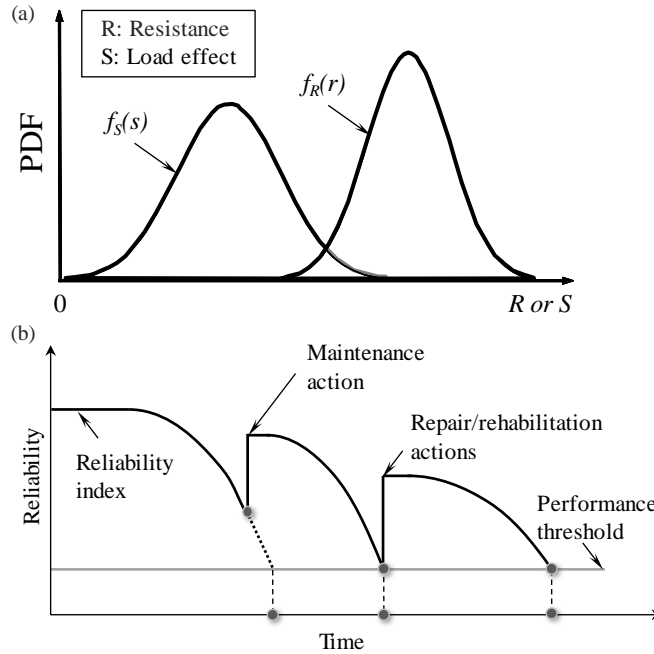 (a)
R: Resistance
S: Load effect
f_S(s)
f_R(r)
PDF
0
R or S
(b)
Maintenance
action
Repair/rehabilitation
actions
Reliability
index
Performance
threshold
Reliability
Time